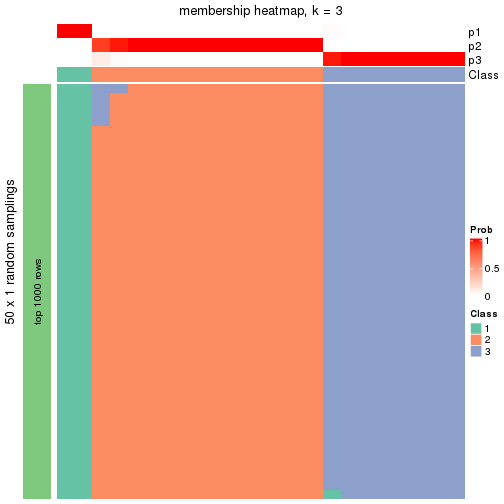 membership heatmap, k = 3
p1
p2
p3
Class
50 x 1 random samplings
top 1000 rows
Prob
1
0.5
0
Class
1
2
3